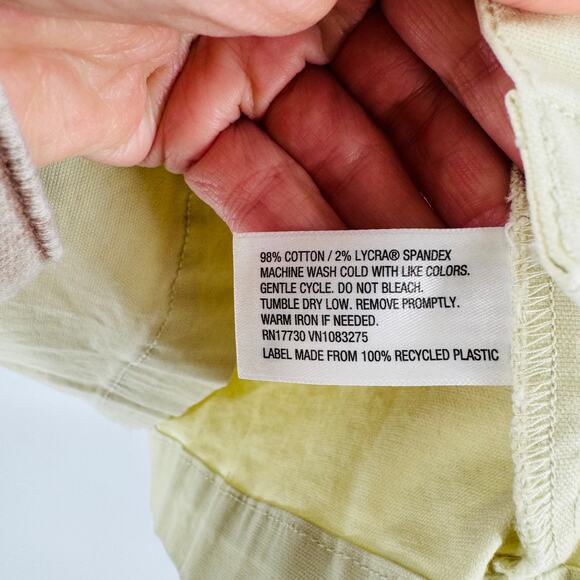 98% COTTON / 2% LYCRA® SPANDEX
MACHINE WASH COLD WITH LIKE COLORS.
GENTLE CYCLE. DO NOT BLEACH.
TUMBLE DRY LOW. REMOVE PROMPTLY.
WARM IRON IF NEEDED.
RN17730 VN1083275
LABEL MADE FROM 100% RECYCLED PLASTIC